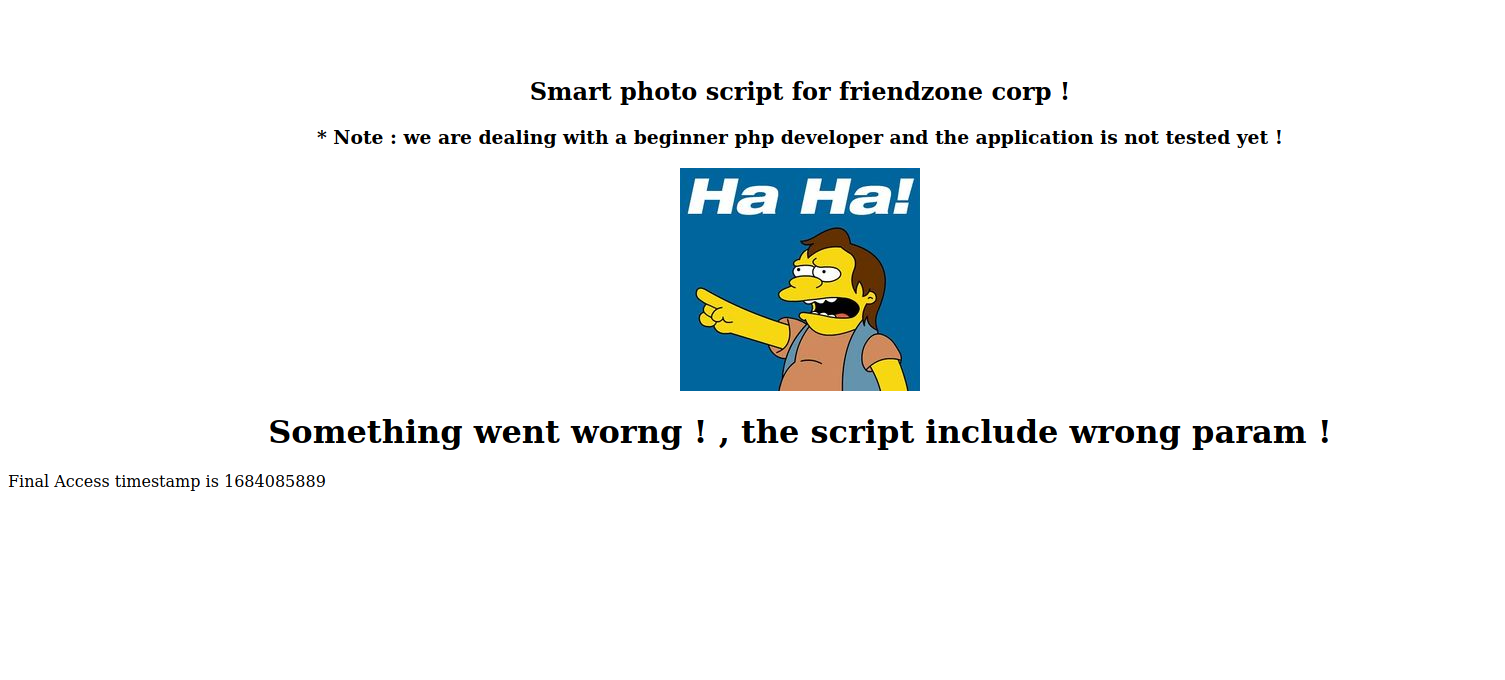 Smart photo script for friendzone corp !
* Note : we are dealing with a beginner php developer and the application is not tested yet !
Ha Ha!
Something went worng ! , the script include wrong param !
Final Access timestamp is 1684085889